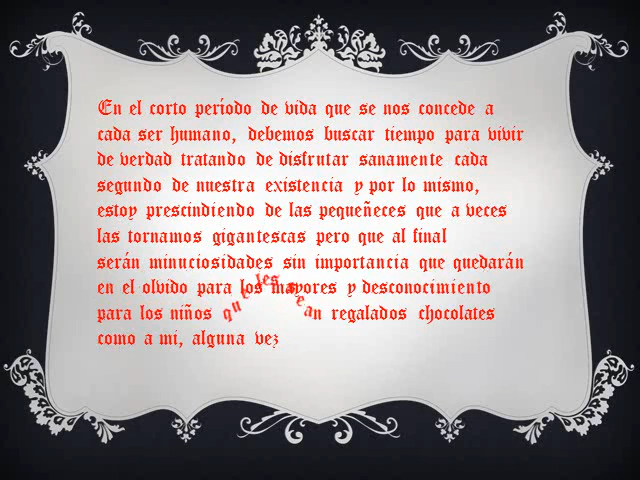 En el corto período de vida que se nos concede a
cada ser humano, debemos buscar tiempo para vivir
de verdad tratando de disfrutar sanamente cada
segundo de nuestra existencia y por lo mismo,
estoy prescindiendo de las pequeñeces que a veces
las tornamos gigantescas pero que al final
serán minuciosidades sin importancia que quedarán
en el olvido para los mayores y desconocimiento
para los niños que les sean regalados chocolates
como a mi, alguna vez